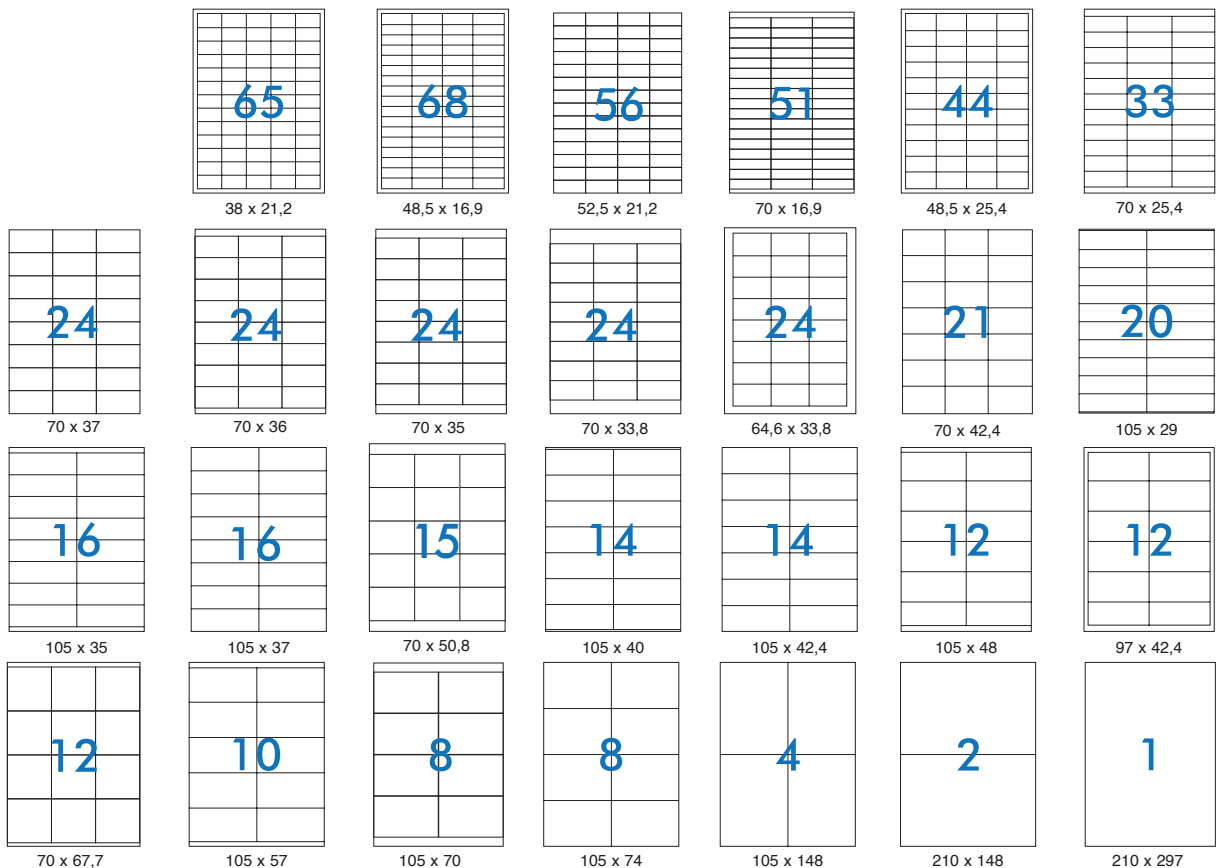 65 68 56 51 44 33
38 x 21,2 48,5 x 16,9 52,5 x 21,2 70 x 16,9 48,5 x 25,4 70 x 25,4
24 24 24 24 24 21 20
70 x 37 70 x 36 70 x 35 70 x 33,8 64,6 x 33,8 70 x 42,4 105 x 29
16 16 15 14 14 12 12
105 x 35 105 x 37 70 x 50,8 105 x 40 105 x 42,4 105 x 48 97 x 42,4
12 10 8 8 4 2 1
70 x 67,7 105 x 57 105 x 70 105 x 74 105 x 148 210 x 148 210 x 297